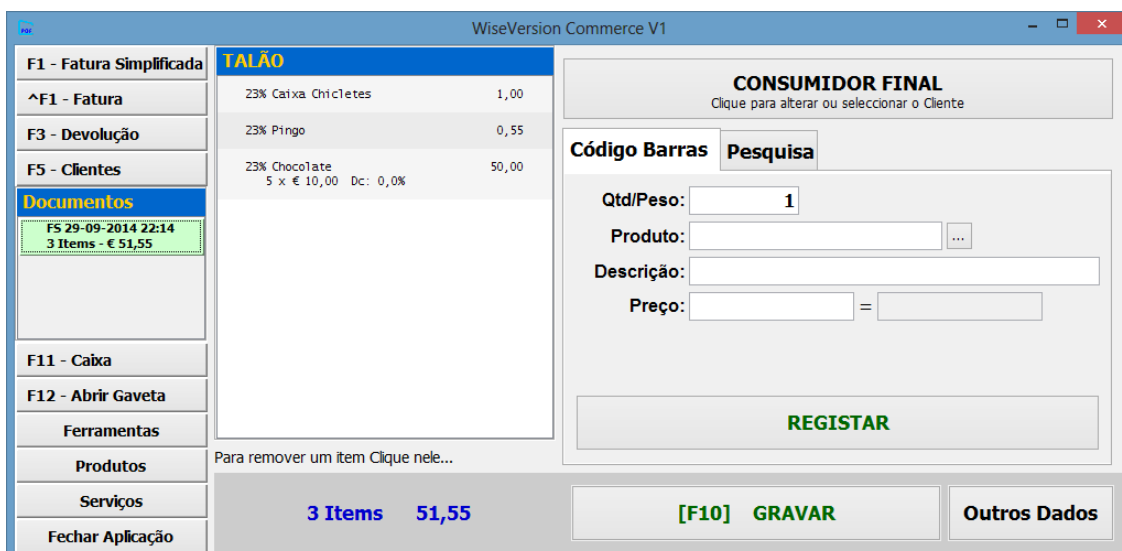 PDF
WiseVersion Commerce V1
F1 - Fatura Simplificada
^F1 - Fatura
F3 - Devolução
F5 - Clientes
Documentos
FS 29-09-2014 22:14
3 Items - € 51,55
F11 - Caixa
F12 - Abrir Gaveta
Ferramentas
Produtos
Serviços
Fechar Aplicação
TALÃO
23% Caixa Chicletes 1,00
23% Pingo 0,55
23% Chocolate 50,00
5 x € 10,00 Dc: 0,0%
Para remover um item Clique nele...
3 Items 51,55
CONSUMIDOR FINAL
Clique para alterar ou seleccionar o Cliente
Código Barras Pesquisa
Qtd/Peso: 1
Produto: ...
Descrição:
Preço: =
REGISTAR
[F10] GRAVAR
Outros Dados